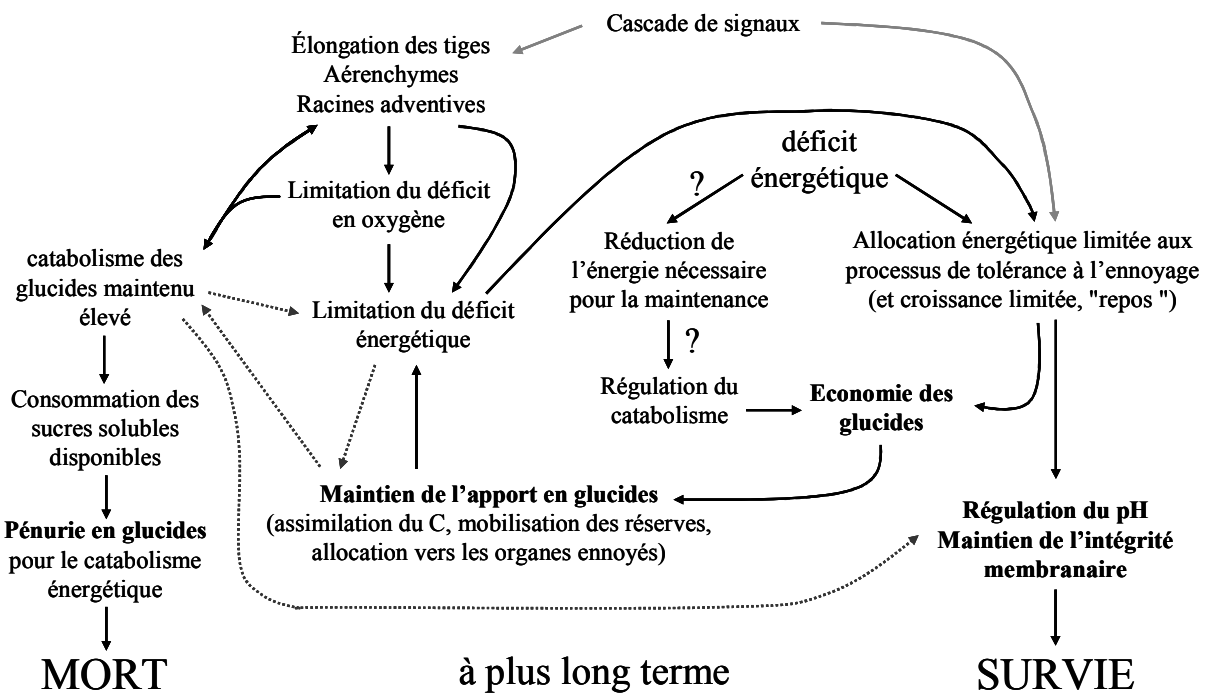 Cascade de signaux
Élongation des tiges
Aérenchymes
Racines adventives
déficit
énergétique
?
Limitation du déficit
en oxygène
Réduction de
l’énergie nécessaire
pour la maintenance
Allocation énergétique limitée aux
processus de tolérance à l’ennoyage
(et croissance limitée, "repos ")
catabolisme des
glucides maintenu
élevé
Limitation du déficit
énergétique
?
Régulation du
catabolisme
Economie des
glucides
Consommation des
sucres solubles
disponibles
Maintien de l’apport en glucides
(assimilation du C, mobilisation des réserves,
allocation vers les organes ennoyés)
Régulation du pH
Maintien de l’intégrité
membranaire
Pénurie en glucides
pour le catabolisme
énergétique
MORT
à plus long terme
SURVIE